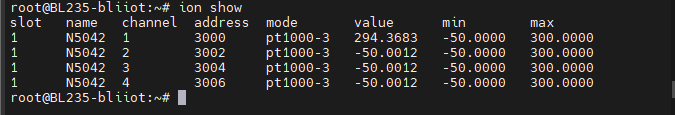 root@BL235-bliiot:~# ion show
slot name channel address mode value min max
1 N5042 1 3000 pt1000-3 294.3683 -50.0000 300.0000
1 N5042 2 3002 pt1000-3 -50.0012 -50.0000 300.0000
1 N5042 3 3004 pt1000-3 -50.0012 -50.0000 300.0000
1 N5042 4 3006 pt1000-3 -50.0012 -50.0000 300.0000
root@BL235-bliiot:~#